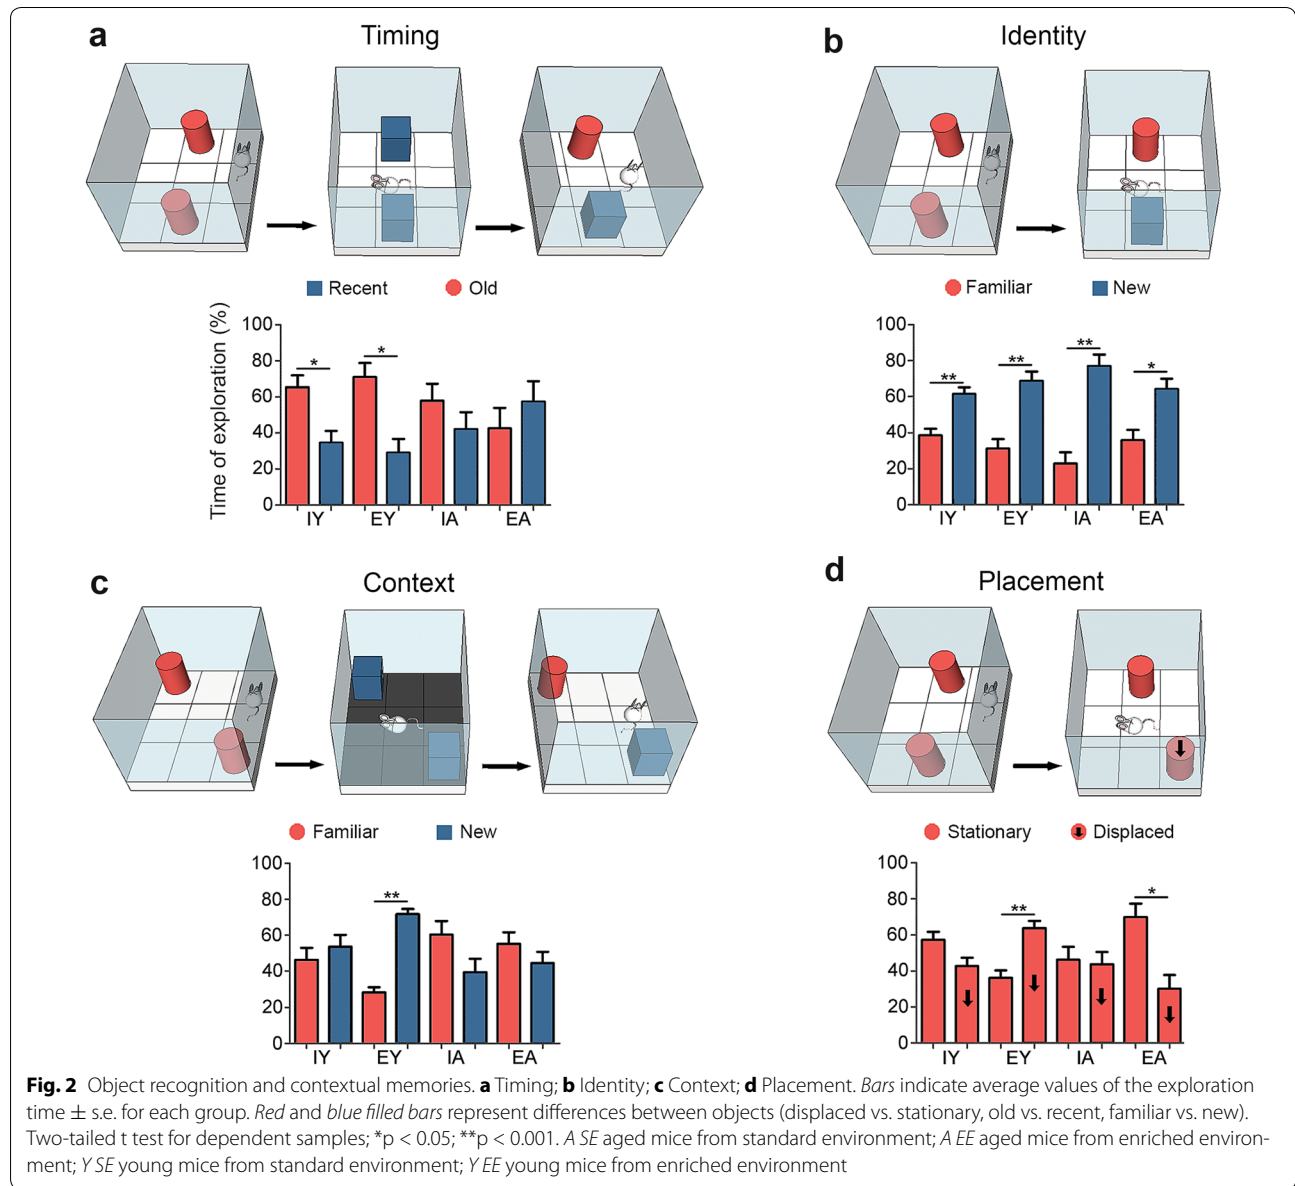 a Timing
b Identity
Recent Old
Familiar New
Time of exploration (%)
100
80
60
40
20
0
IY EY IA EA
* *
100
80
60
40
20
0
IY EY IA EA
** ** ** *
c Context
d Placement
Familiar New
Stationary Displaced
100
80
60
40
20
0
IY EY IA EA
**
100
80
60
40
20
0
IY EY IA EA
** *
Fig. 2 Object recognition and contextual memories. a Timing; b Identity; c Context; d Placement. Bars indicate average values of the exploration
time ± s.e. for each group. Red and blue filled bars represent differences between objects (displaced vs. stationary, old vs. recent, familiar vs. new).
Two-tailed t test for dependent samples; *p < 0.05; **p < 0.001. A SE aged mice from standard environment; A EE aged mice from enriched environ-
ment; Y SE young mice from standard environment; Y EE young mice from enriched environment